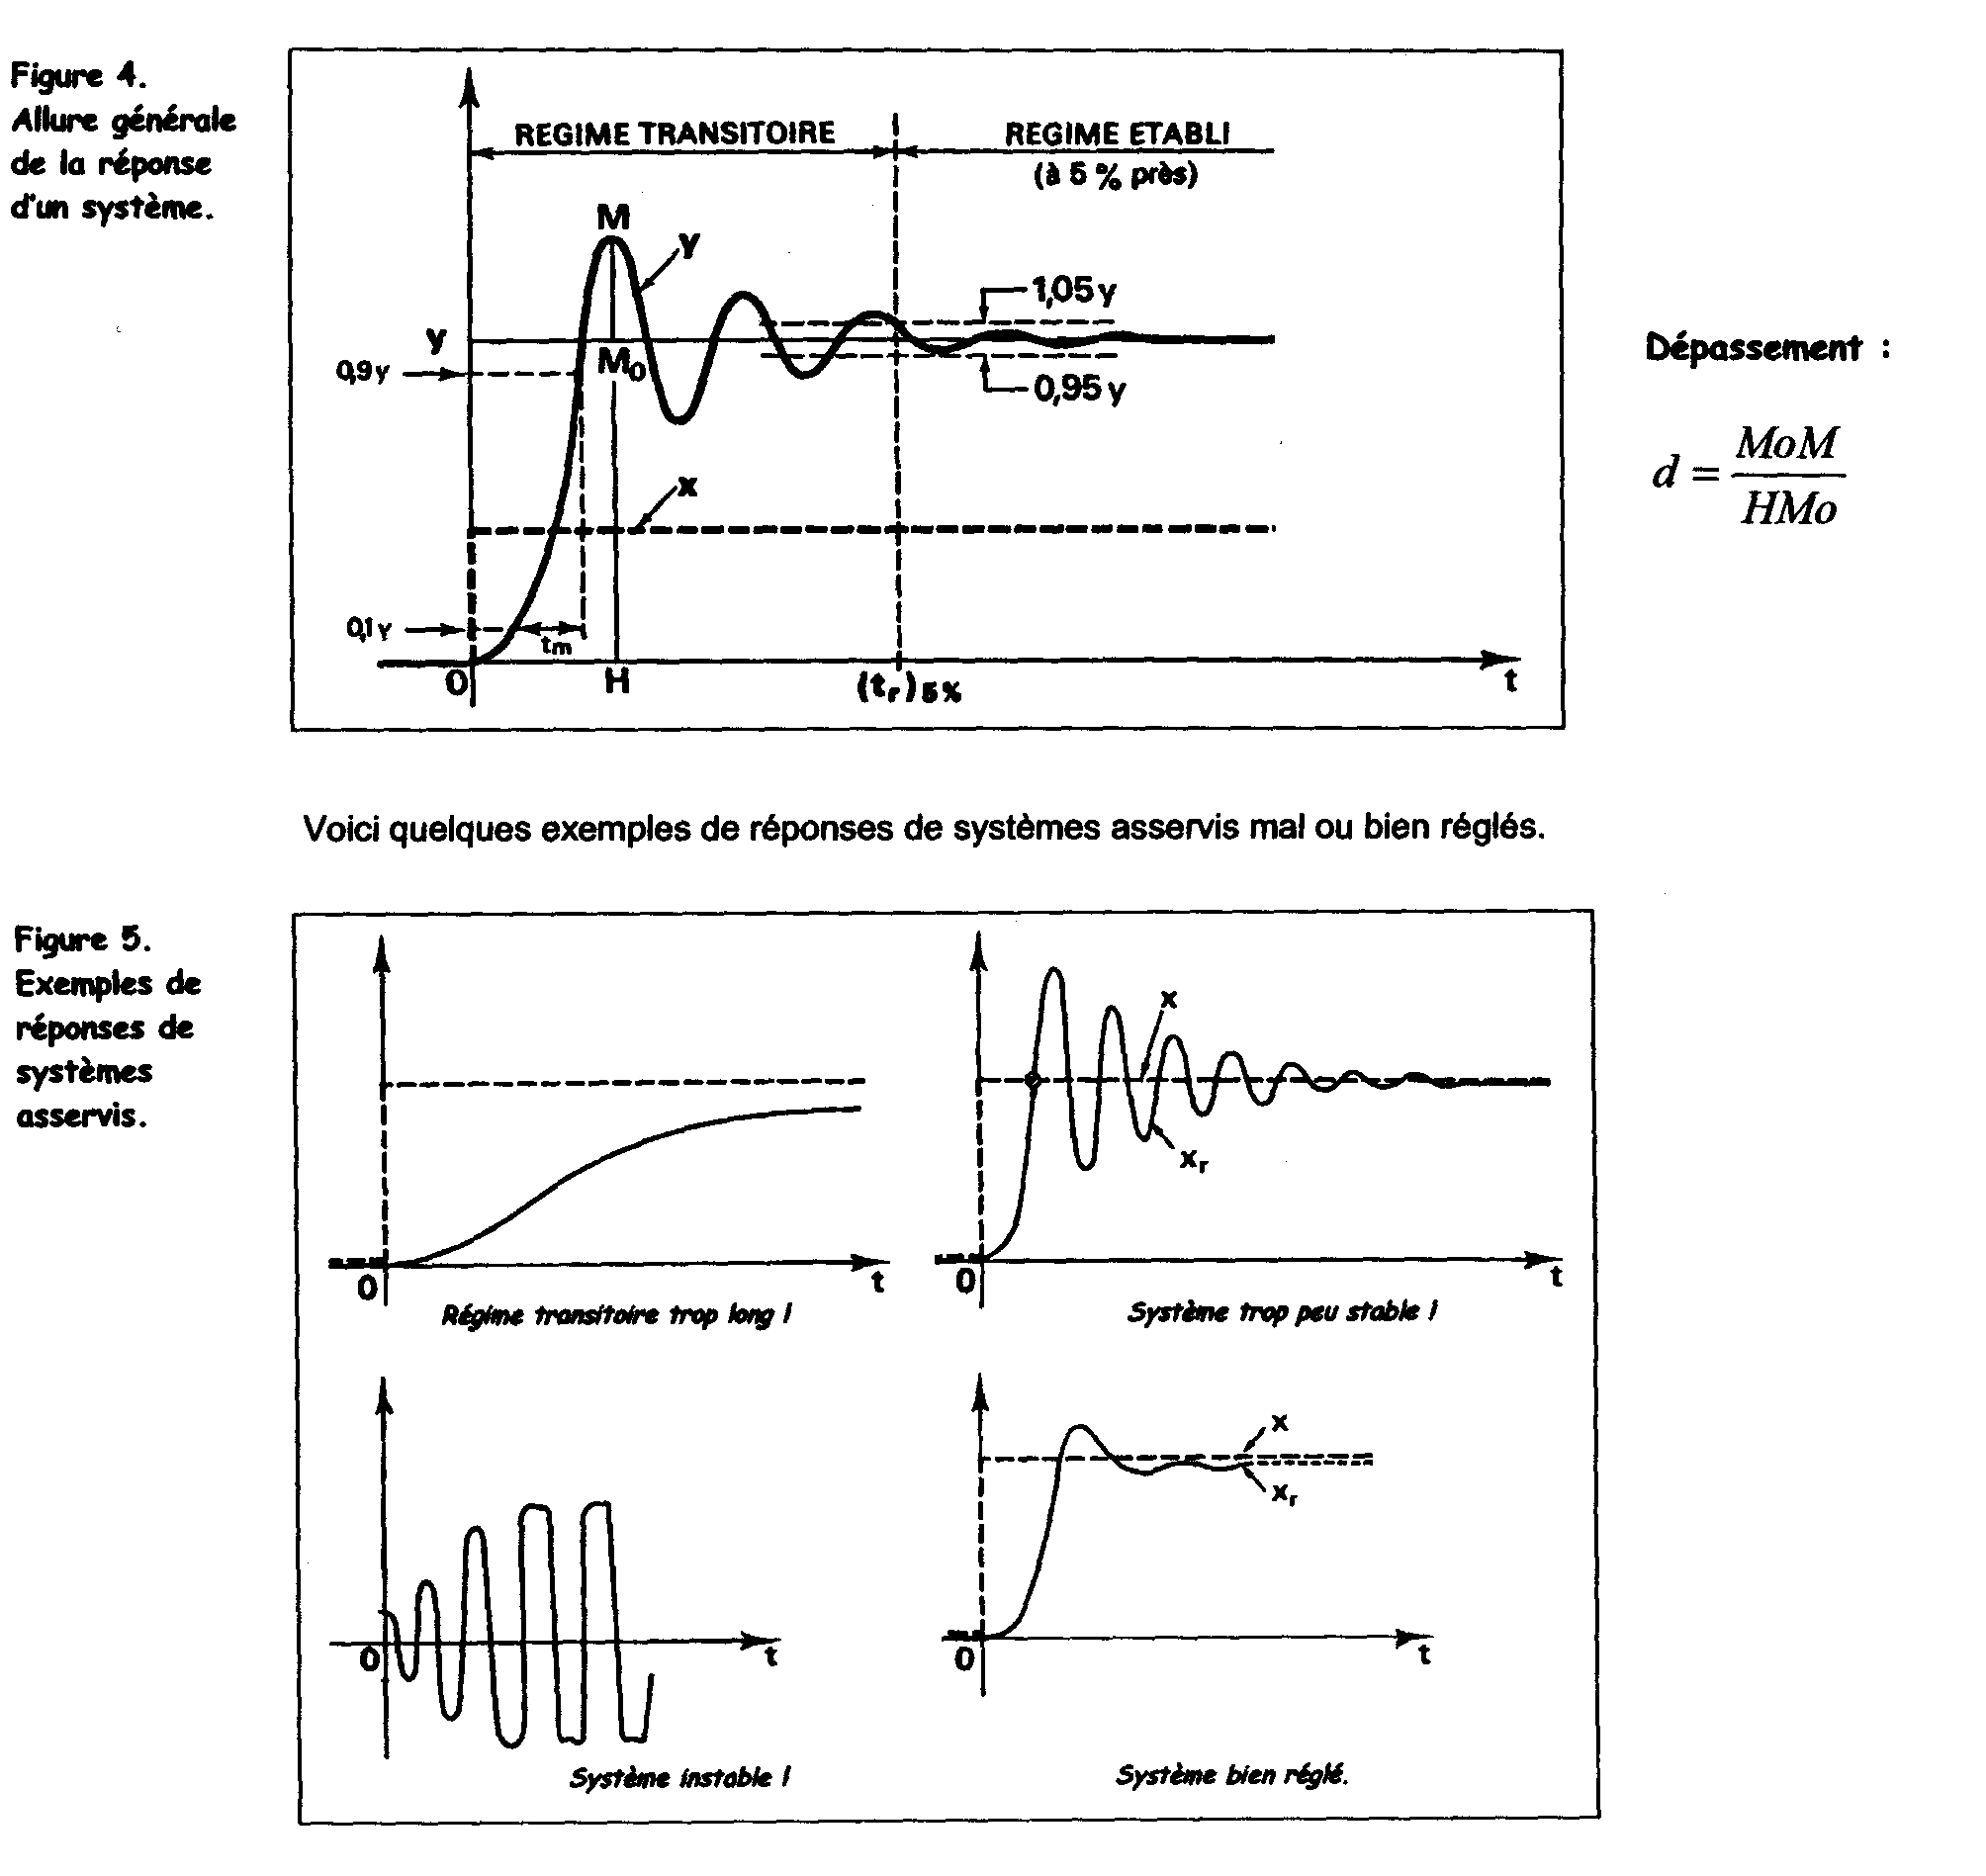 Figure 4.
Allure générale
de la réponse
d'un système.
REGIME TRANSITOIRE
REGIME ETABLI
(à 5 % près)
M
y
1,05 y
y
M0
0,9 y
0,95 y
x
0,1 y
tm
0
H
(tr) 5%
t
Dépassement :
d = MoM
HMo
Voici quelques exemples de réponses de systèmes asservis mal ou bien réglés.
Figure 5.
Exemples de
réponses de
systèmes
asservis.
0
t
Régime transitoire trop long !
x
xr
0
t
Système trop peu stable !
0
t
Système instable !
x
xr
0
t
Système bien réglé.